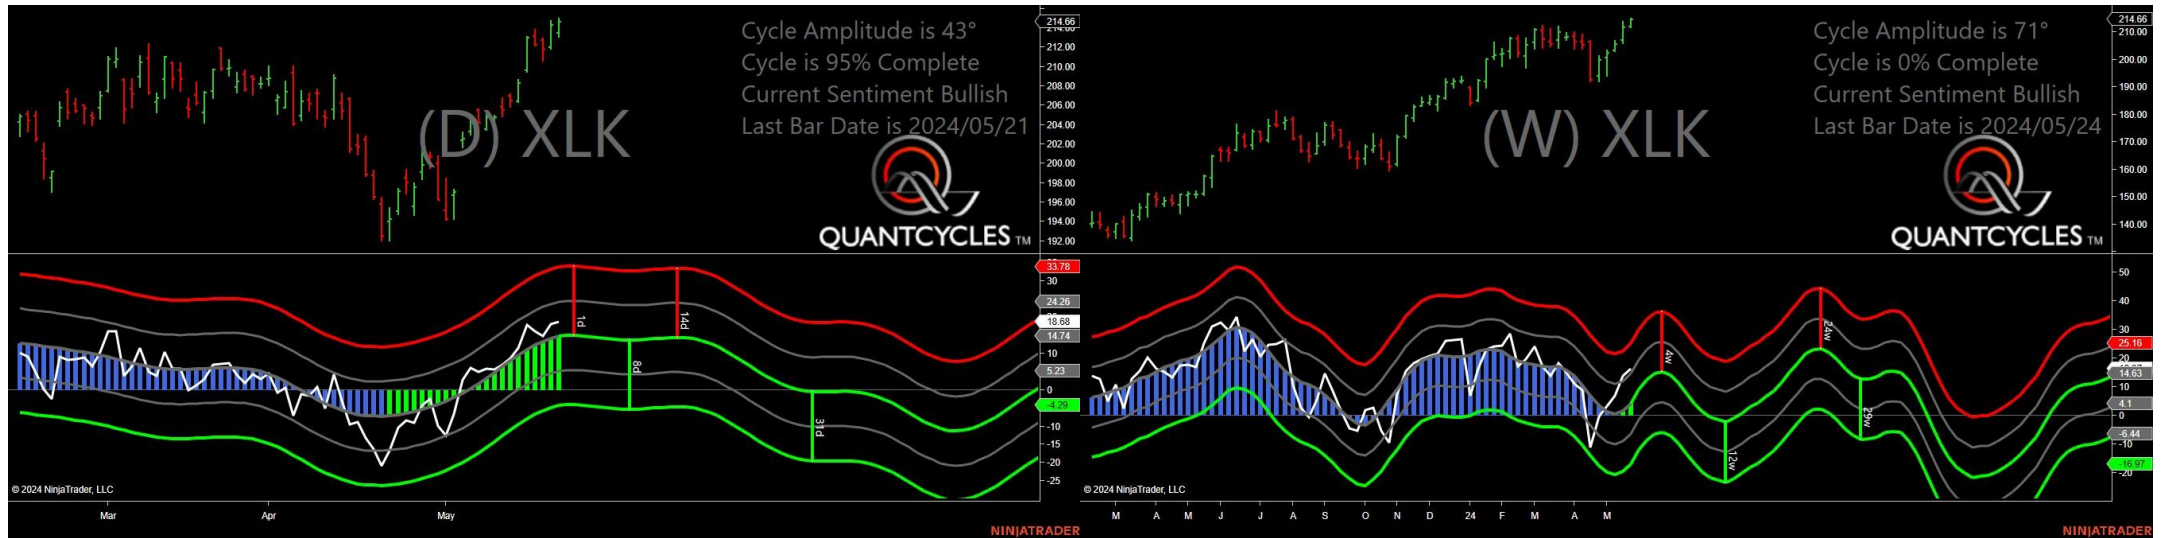 Cycle Amplitude is 43°
Cycle is 95% Complete
Current Sentiment Bullish
Last Bar Date is 2024/05/21
(D) XLK
QUANTCYCLES TM
214.66
214.00
212.00
210.00
208.00
206.00
204.00
202.00
200.00
198.00
196.00
194.00
192.00
33.78
30
24.26
18.68
14.74
10
5.23
0
-4.29
-10
-15
-20
-25
1d
8d
14d
31d
© 2024 NinjaTrader, LLC
Mar
Apr
May
NINJATRADER
Cycle Amplitude is 71°
Cycle is 0% Complete
Current Sentiment Bullish
Last Bar Date is 2024/05/24
(W) XLK
QUANTCYCLES TM
214.66
210.00
200.00
190.00
180.00
170.00
160.00
150.00
140.00
50
40
30
25.16
20
14.63
10
4.1
0
-6.44
-10
-16.97
-20
4w
12w
24w
29w
© 2024 NinjaTrader, LLC
M A M J J A S O N D 24 F M A M
NINJATRADER